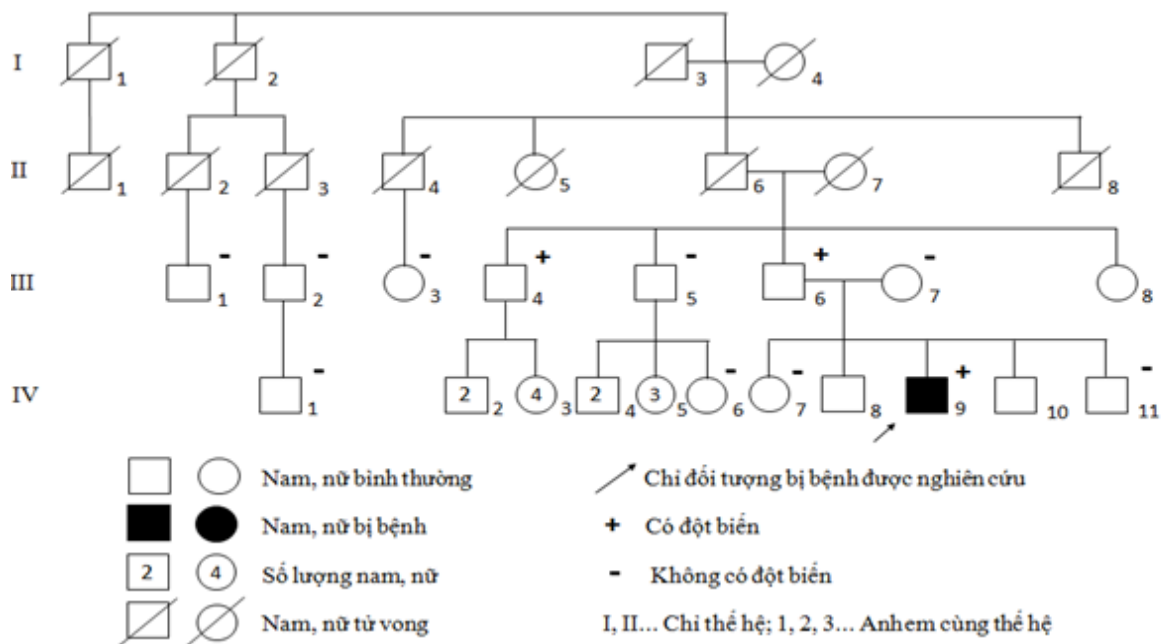 I
1
2
3
4
II
1
2
3
4
5
6
7
8
- - - + - + -
III
1
2
3
4
5
6
7
8
- - - + -
IV
1
2 2
4 3
2 4
3 5
6
7
8
9
10
11
Nam, nữ bình thường
Chỉ đối tượng bị bệnh được nghiên cứu
Nam, nữ bị bệnh
+ Có đột biến
2 4 Số lượng nam, nữ
- Không có đột biến
Nam, nữ tử vong
I, II... Chỉ thế hệ; 1, 2, 3... Anh em cùng thế hệ